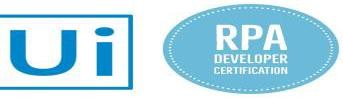 Ui
RPA
DEVELOPER
CERTIFICATION